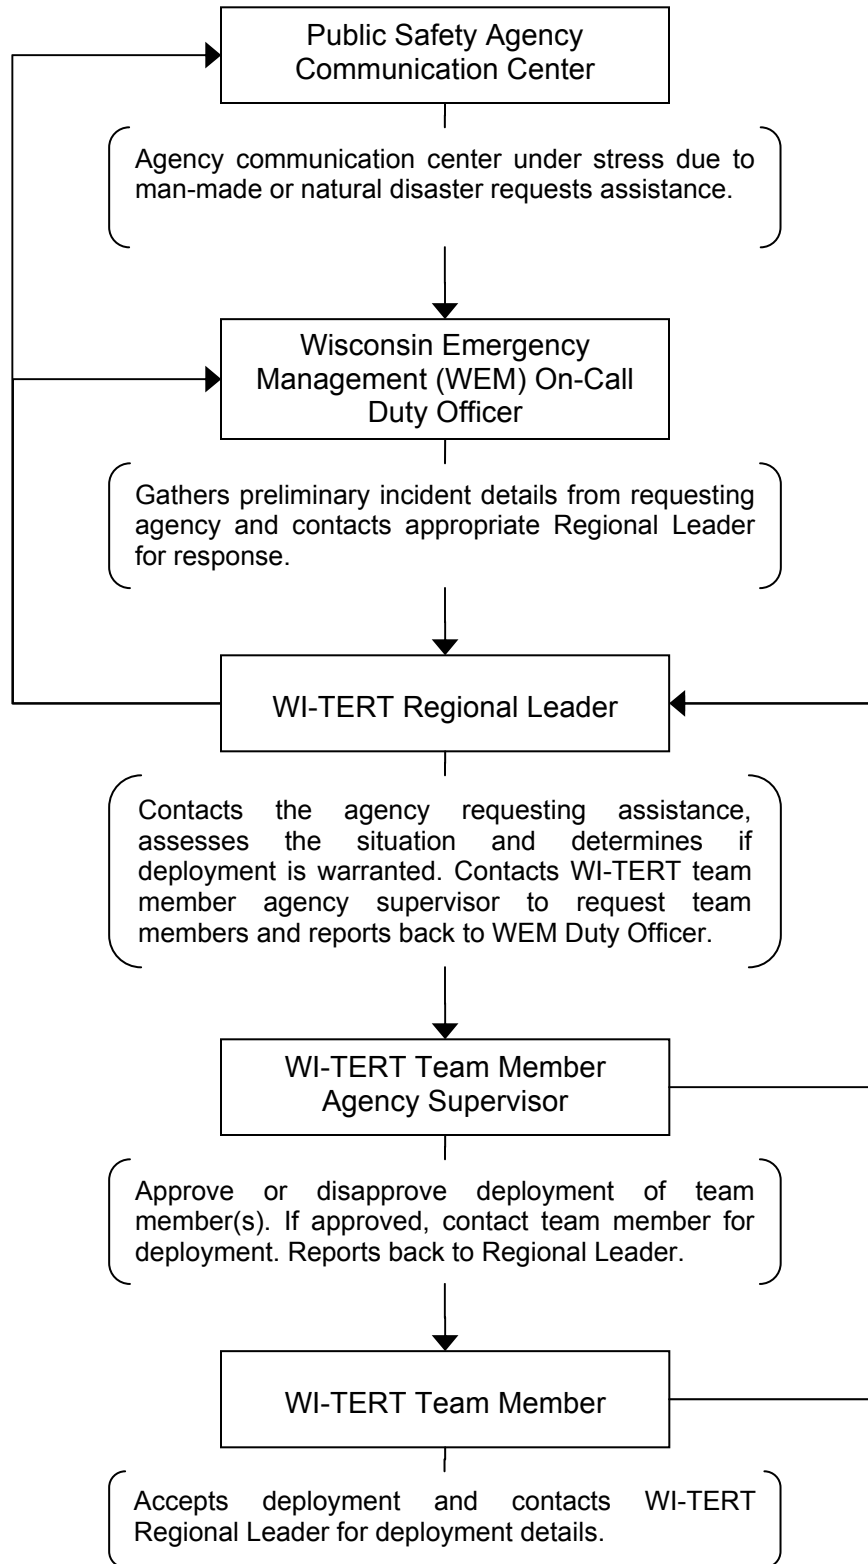 Public Safety Agency
Communication Center
Agency communication center under stress due to
man-made or natural disaster requests assistance.
Wisconsin Emergency
Management (WEM) On-Call
Duty Officer
Gathers preliminary incident details from requesting
agency and contacts appropriate Regional Leader
for response.
WI-TERT Regional Leader
Contacts the agency requesting assistance,
assesses the situation and determines if
deployment is warranted. Contacts WI-TERT team
member agency supervisor to request team
members and reports back to WEM Duty Officer.
WI-TERT Team Member
Agency Supervisor
Approve or disapprove deployment of team
member(s). If approved, contact team member for
deployment. Reports back to Regional Leader.
WI-TERT Team Member
Accepts deployment and contacts WI-TERT
Regional Leader for deployment details.